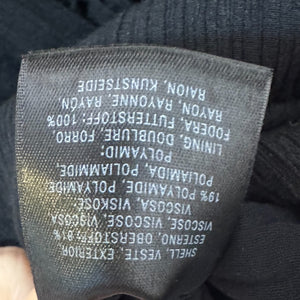 SHELL, VESTE, EXTERIOR
ESTERNO, OBERSTOFF; 81%
VISCOSE, VISCOSE, VISCOSA
VISCOSA, VISKOSE,
19% POLYAMIDE, POLYAMIDE,
POLIAMIDA, POLIAMMIDE,
POLYAMID:
LINING, DOUBLURE, FORRO
FODERA, FUTTERSTOFF: 100%
RAYON, RAYONNE, RAYÓN,
RAION, KUNSTSEIDE